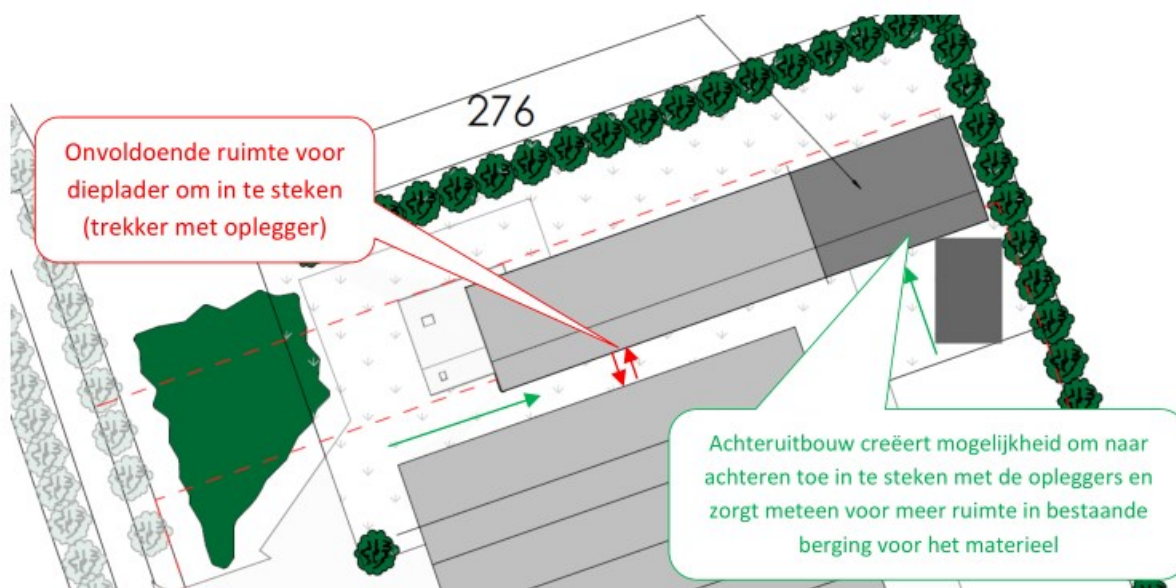 276
Onvoldoende ruimte voor
dieplader om in te steken
(trekker met oplegger)
Achteruitbouw creëert mogelijkheid om naar
achteren toe in te steken met de opleggers en
zorgt meteen voor meer ruimte in bestaande
berging voor het materieel